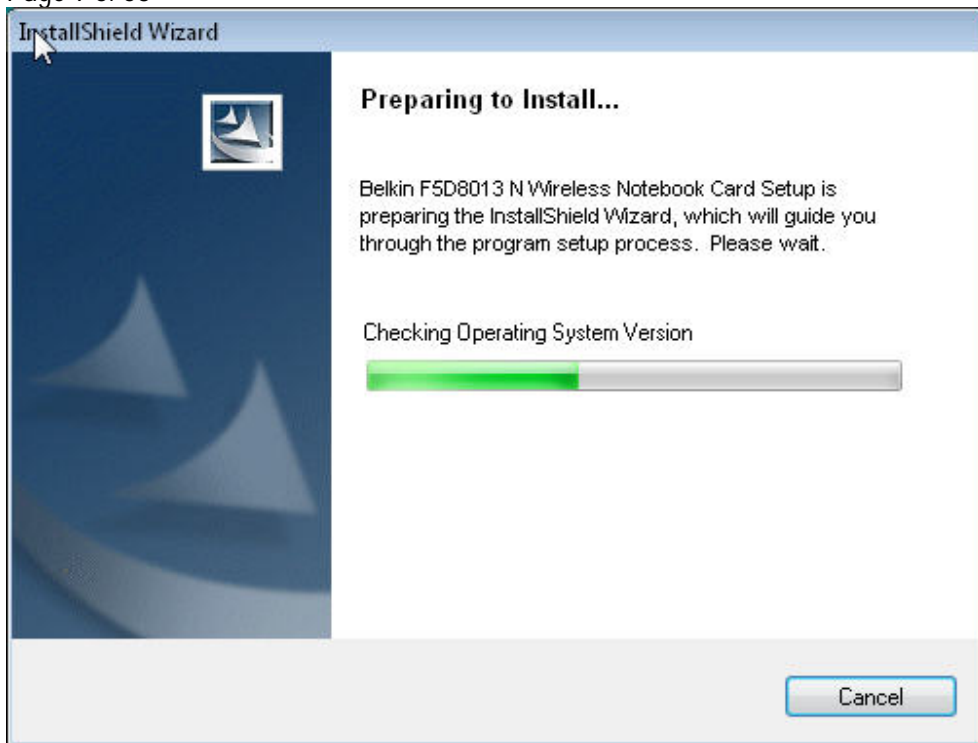 InstallShield Wizard
Preparing to Install...
Belkin F5D8013 N Wireless Notebook Card Setup is
preparing the InstallShield Wizard, which will guide you
through the program setup process.  Please wait.
Checking Operating System Version
Cancel